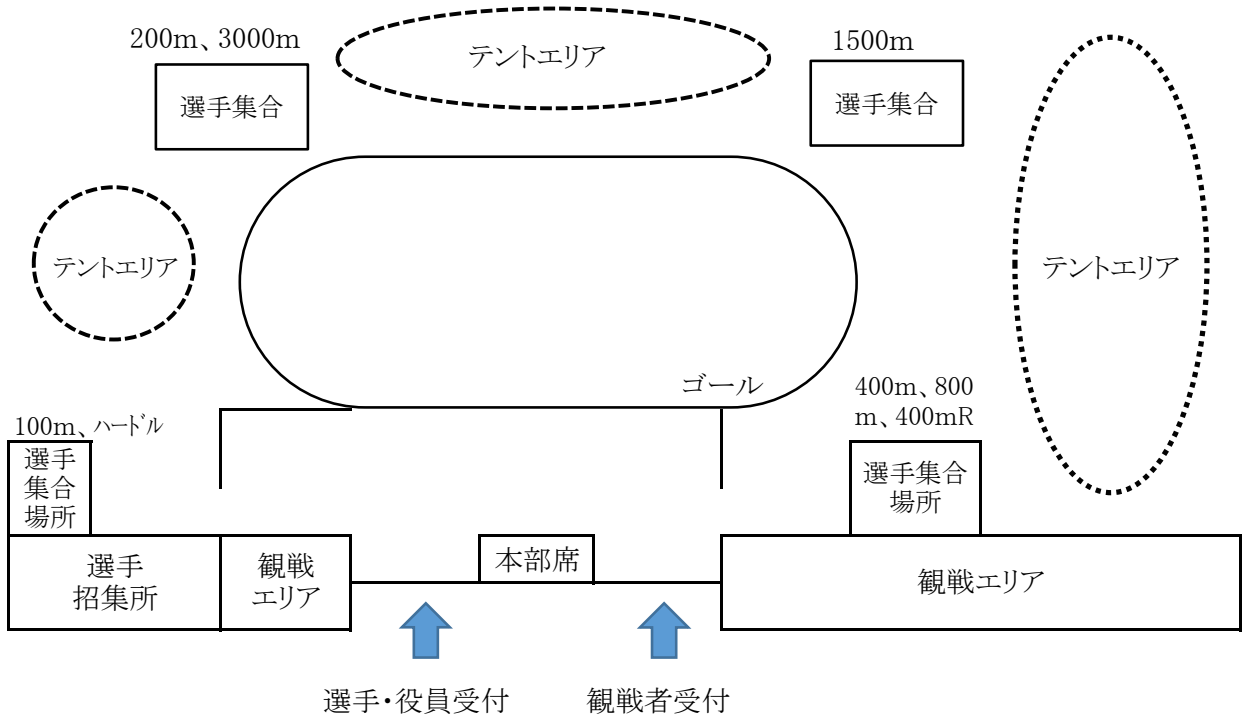 200m、3000m
テントエリア
1500m
選手集合
選手集合
テントエリア
テントエリア
ゴール
400m、800
m、400mR
100m、ハードル
選手
集合
場所
選手集合
場所
選手
招集所
観戦
エリア
本部席
観戦エリア
選手・役員受付
観戦者受付